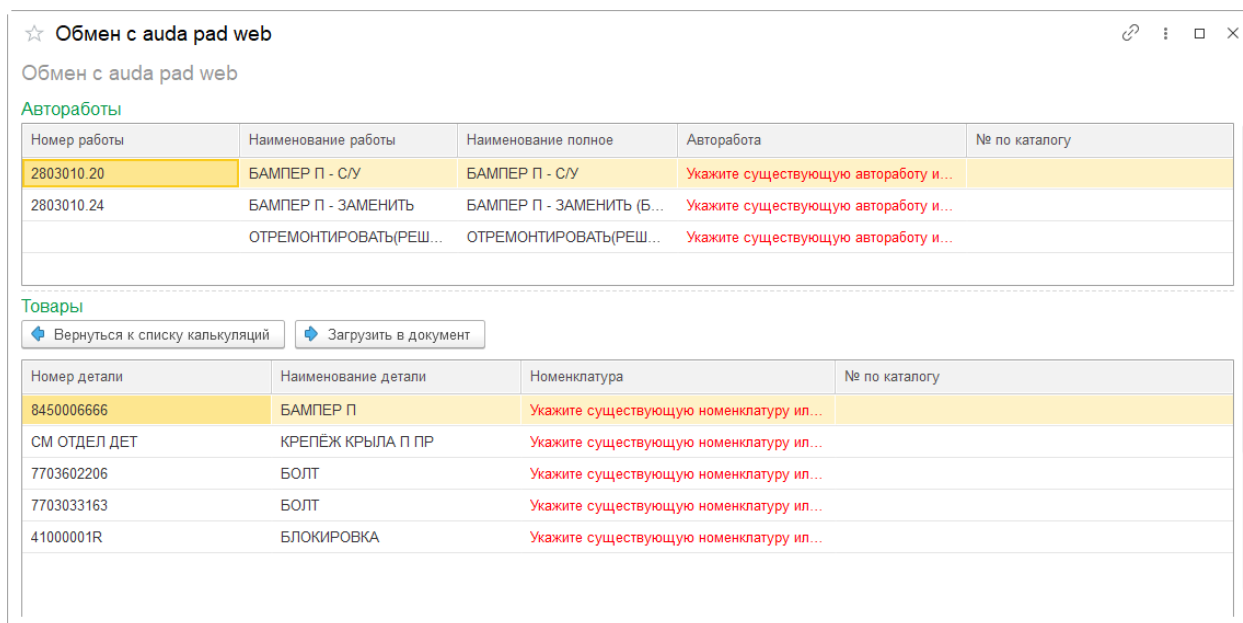 Обмен с auda pad web
Обмен с auda pad web
Автоработы
Номер работы Наименование работы Наименование полное Авторабота № по каталогу
2803010.20 БАМПЕР П - С/У БАМПЕР П - С/У Укажите существующую автоработу и...
2803010.24 БАМПЕР П - ЗАМЕНИТЬ БАМПЕР П - ЗАМЕНИТЬ (Б... Укажите существующую автоработу и...
ОТРЕМОНТИРОВАТЬ(РЕШ... ОТРЕМОНТИРОВАТЬ(РЕШ... Укажите существующую автоработу и...
Товары
Вернуться к списку калькуляций Загрузить в документ
Номер детали Наименование детали Номенклатура № по каталогу
8450006666 БАМПЕР П Укажите существующую номенклатуру ил...
СМ ОТДЕЛ ДЕТ КРЕПЁЖ КРЫЛА П ПР Укажите существующую номенклатуру ил...
7703602206 БОЛТ Укажите существующую номенклатуру ил...
7703033163 БОЛТ Укажите существующую номенклатуру ил...
41000001R БЛОКИРОВКА Укажите существующую номенклатуру ил...